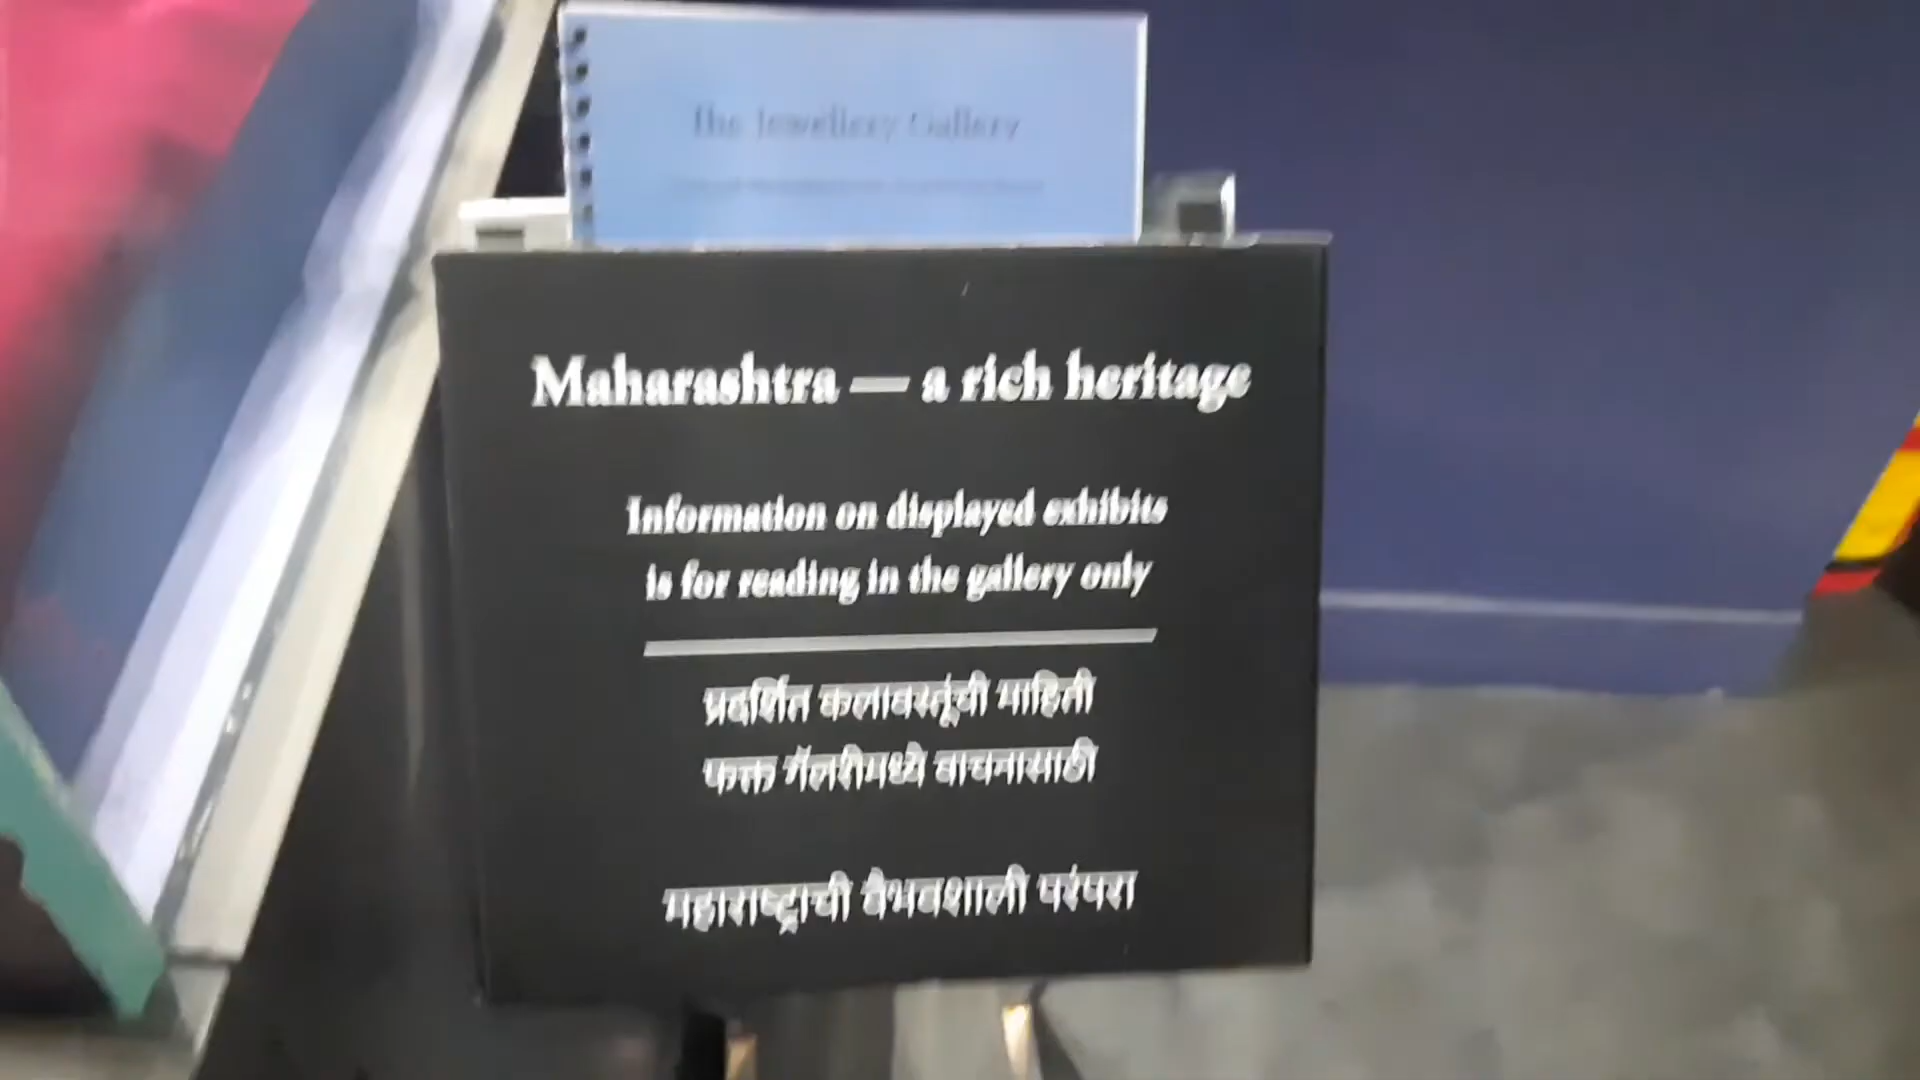 The Jewellery Gallery
Maharashtra — a rich heritage
Information on displayed exhibits
is for reading in the gallery only
प्रदर्शित कलावस्तूंची माहिती
फक्त गॅलरीमध्ये वाचनासाठी
महाराष्ट्राची वैभवशाली परंपरा